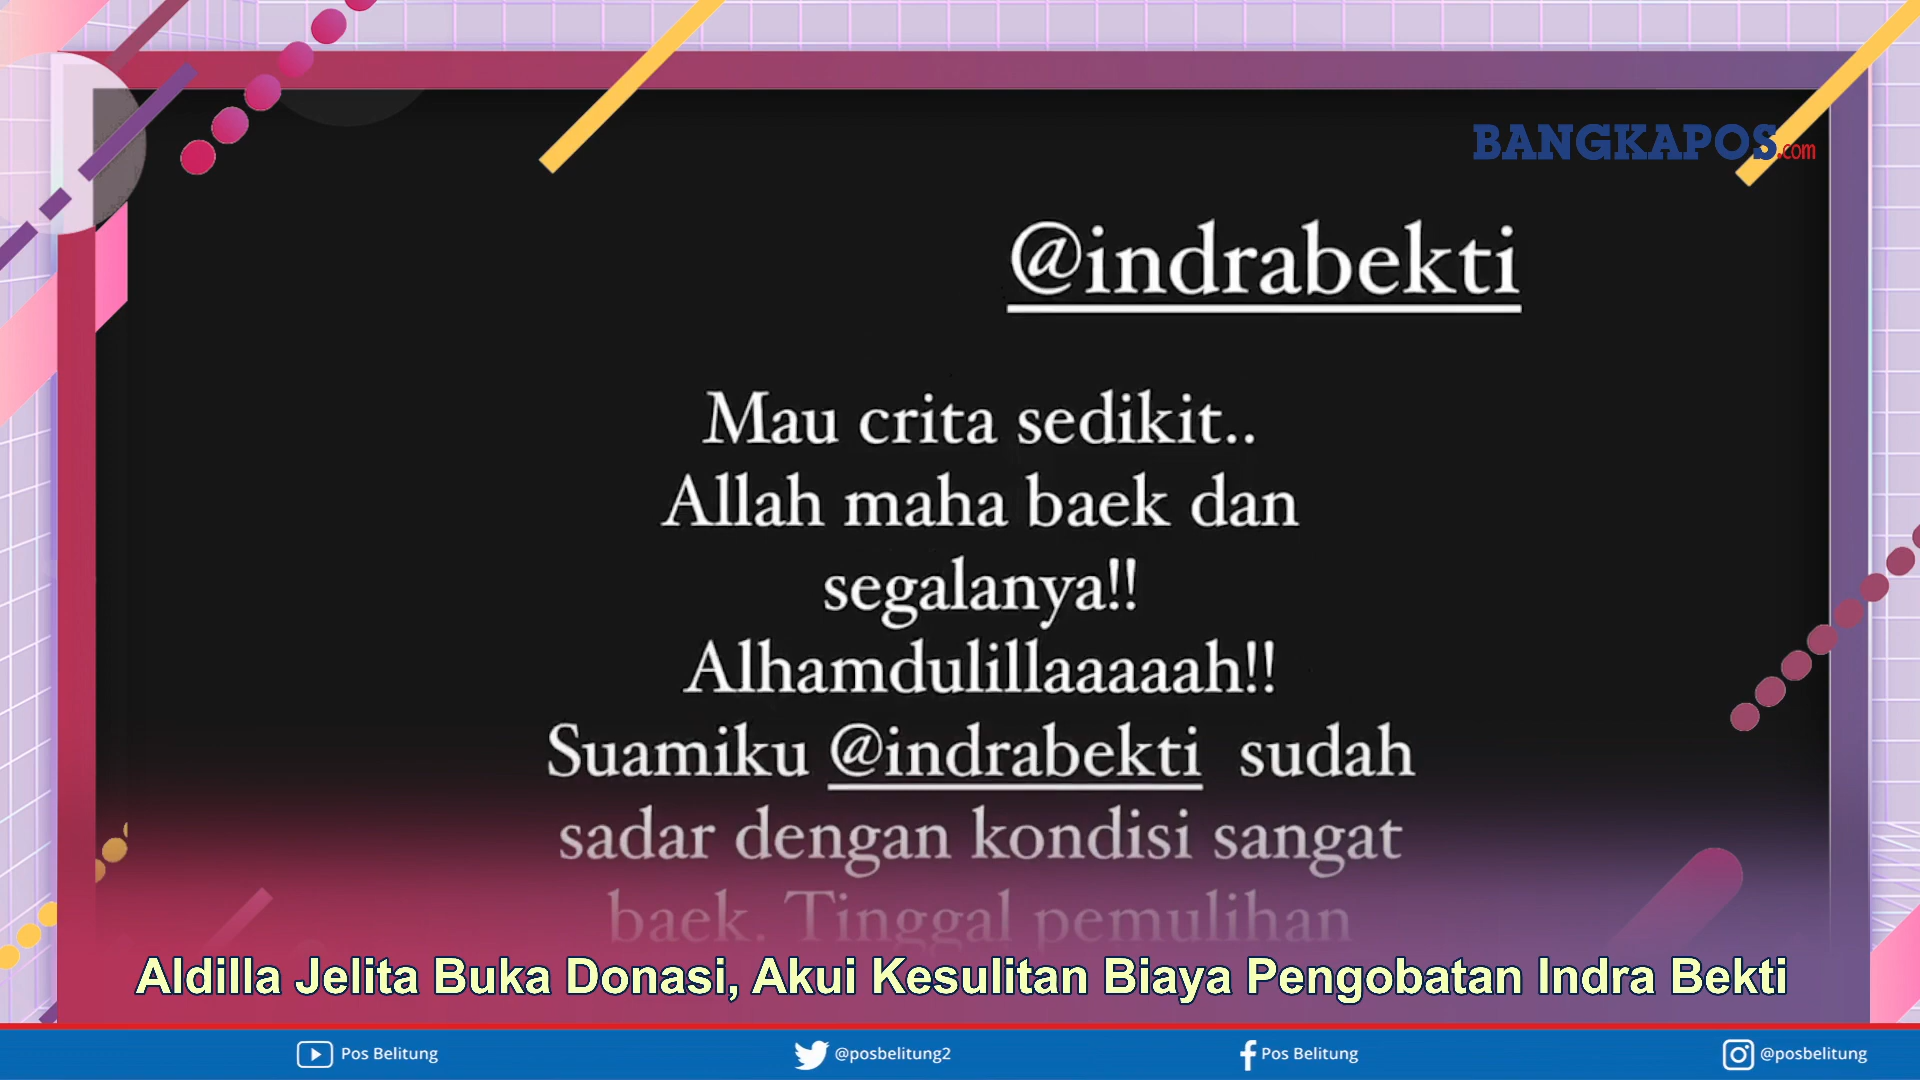 BANGKAPOS.com
@indrabekti
Mau crita sedikit..
Allah maha baek dan
segalanya!!
Alhamdulillaaaaah!!
Suamiku @indrabekti sudah
sadar dengan kondisi sangat
baek. Tinggal pemulihan
Aldilla Jelita Buka Donasi, Akui Kesulitan Biaya Pengobatan Indra Bekti
Pos Belitung @posbelitung2 Pos Belitung @posbelitung